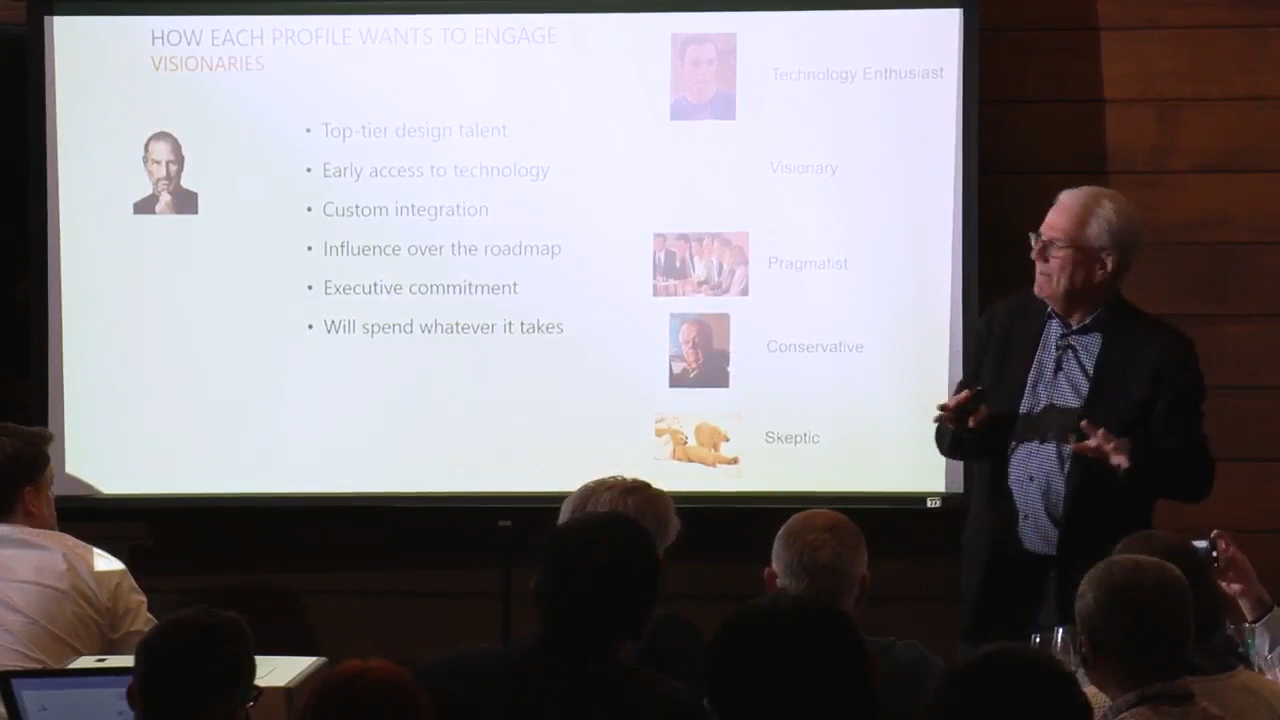 HOW EACH PROFILE WANTS TO ENGAGE
VISIONARIES
• Top-tier design talent
• Early access to technology
• Custom integration
• Influence over the roadmap
• Executive commitment
• Will spend whatever it takes
Technology Enthusiast
Visionary
Pragmatist
Conservative
Skeptic